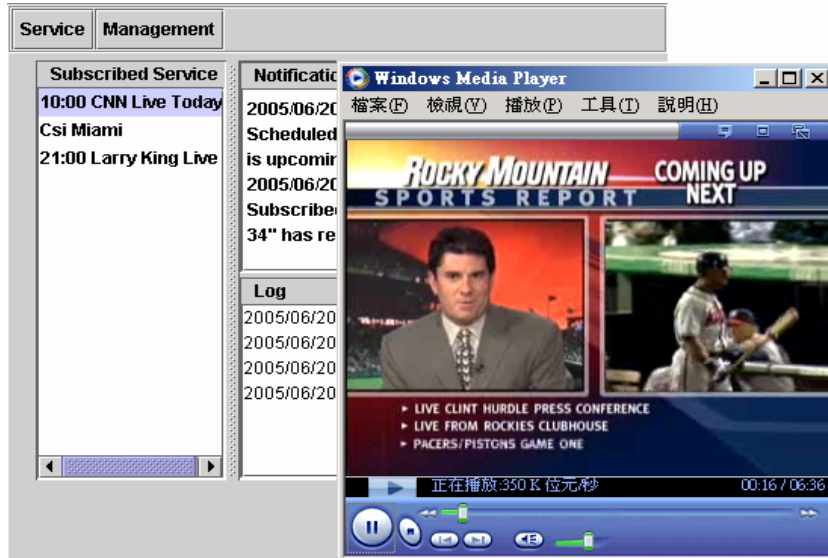 Service Management
Subscribed Service
10:00 CNN Live Today
Csi Miami
21:00 Larry King Live
Notificatio
2005/06/20
Scheduled
is upcomin
2005/06/20
Subscribed
34" has re
Log
2005/06/20
2005/06/20
2005/06/20
2005/06/20
Windows Media Player
檔案(F) 檢視(V) 播放(P) 工具(T) 說明(H)
ROCKY MOUNTAIN
SPORTS REPORT
COMING UP
NEXT
LIVE CLINT HURDLE PRESS CONFERENCE
LIVE FROM ROCKIES CLUBHOUSE
PACERS/PISTONS GAME ONE
正在播放:350 K 位元/秒 00:16 / 06:36